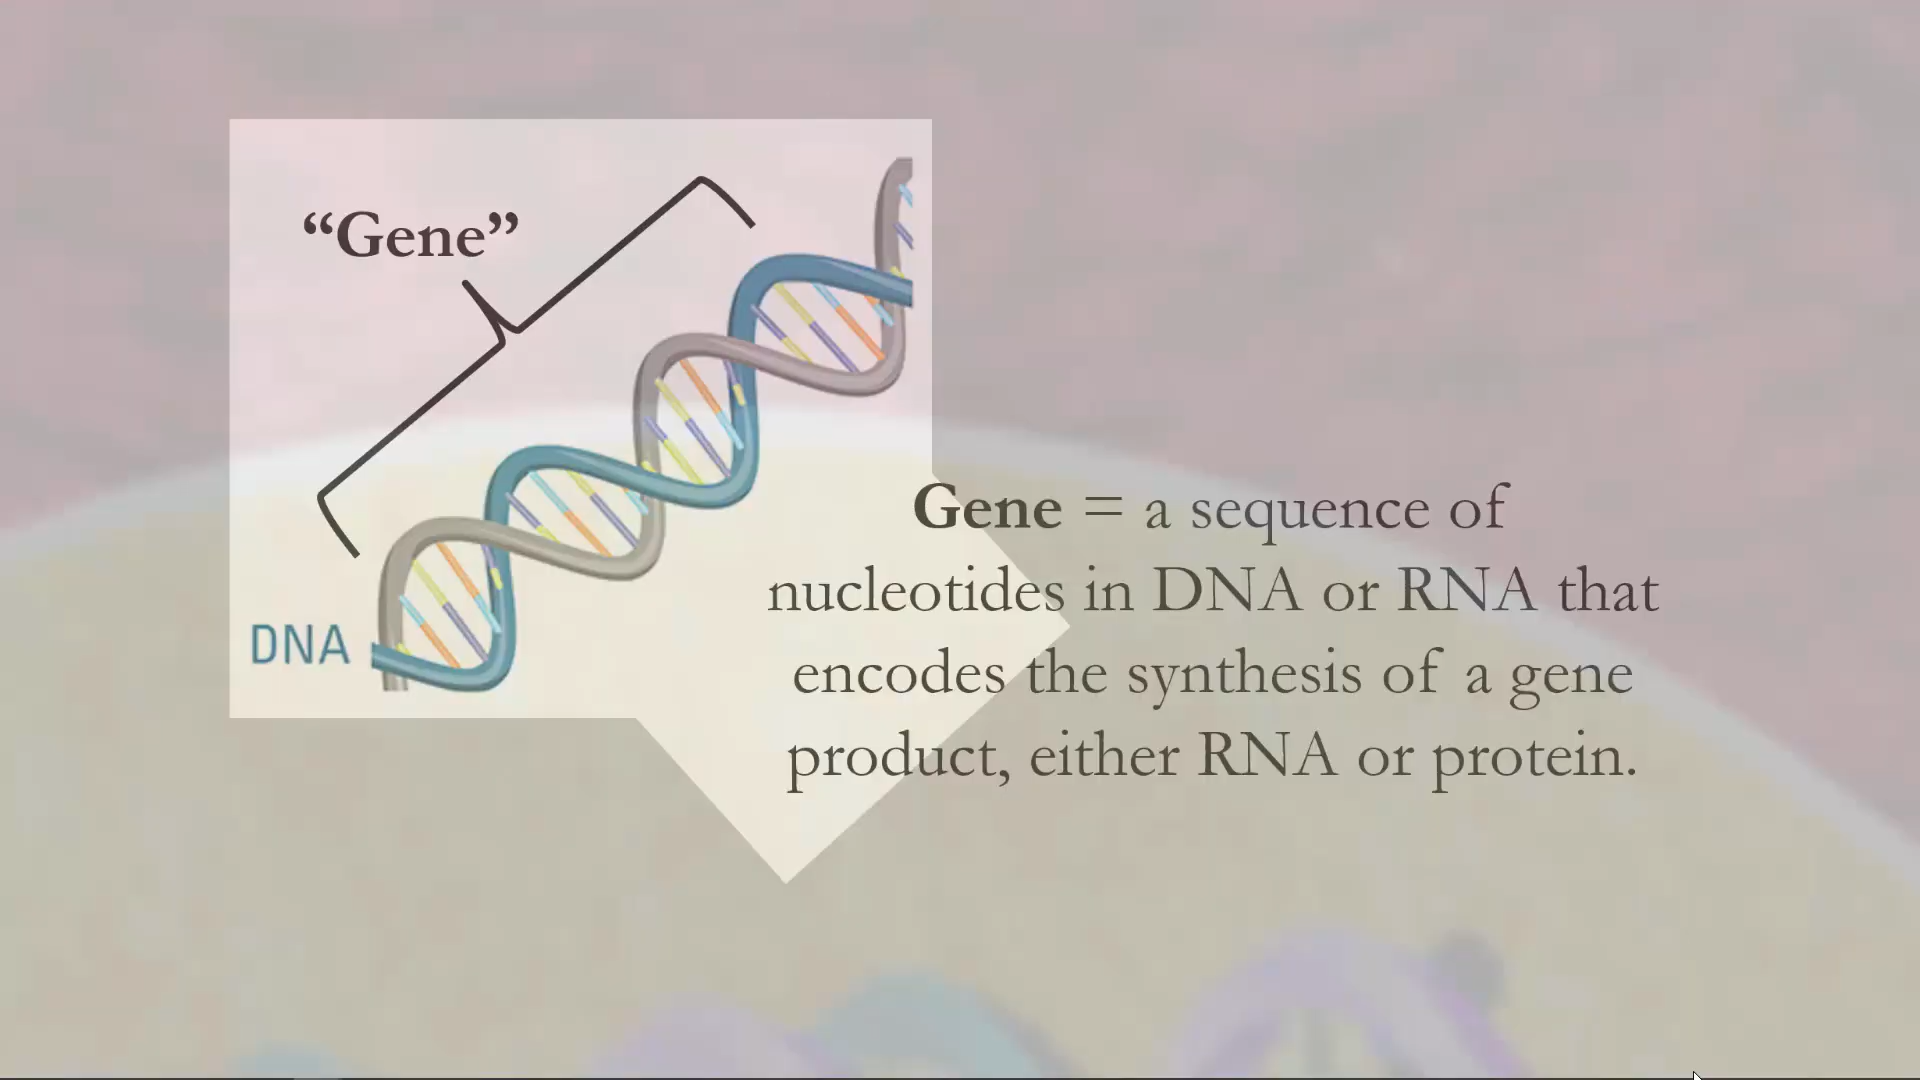 “Gene”
DNA
Gene = a sequence of
nucleotides in DNA or RNA that
encodes the synthesis of a gene
product, either RNA or protein.